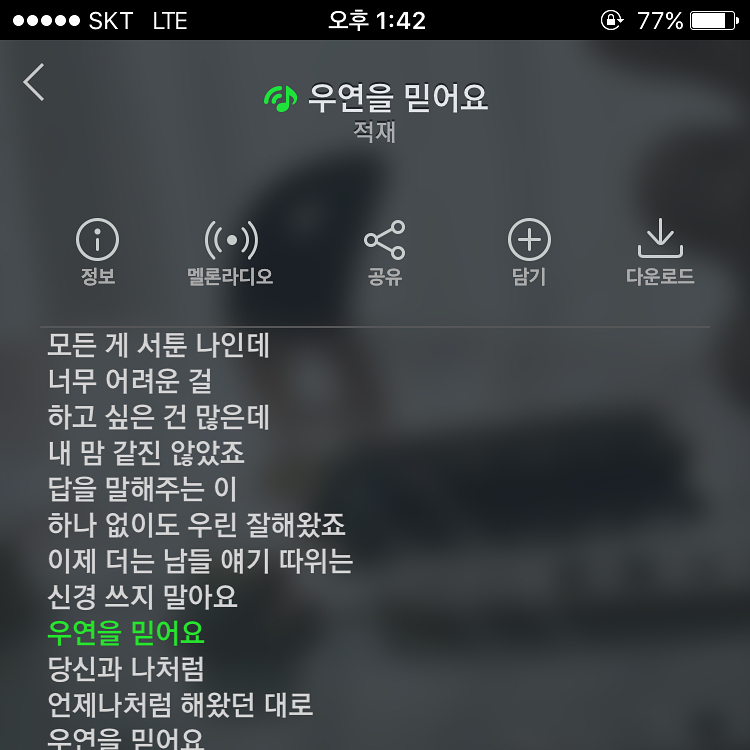 SKT LTE 오후 1:42 77%
우연을 믿어요
적재
정보 멜론라디오 공유 담기 다운로드
모든 게 서툰 나인데
너무 어려운 걸
하고 싶은 건 많은데
내 맘 같진 않았죠
답을 말해주는 이
하나 없이도 우린 잘해왔죠
이제 더는 남들 얘기 따위는
신경 쓰지 말아요
우연을 믿어요
당신과 나처럼
언제나처럼 해왔던 대로
우연을 믿어요